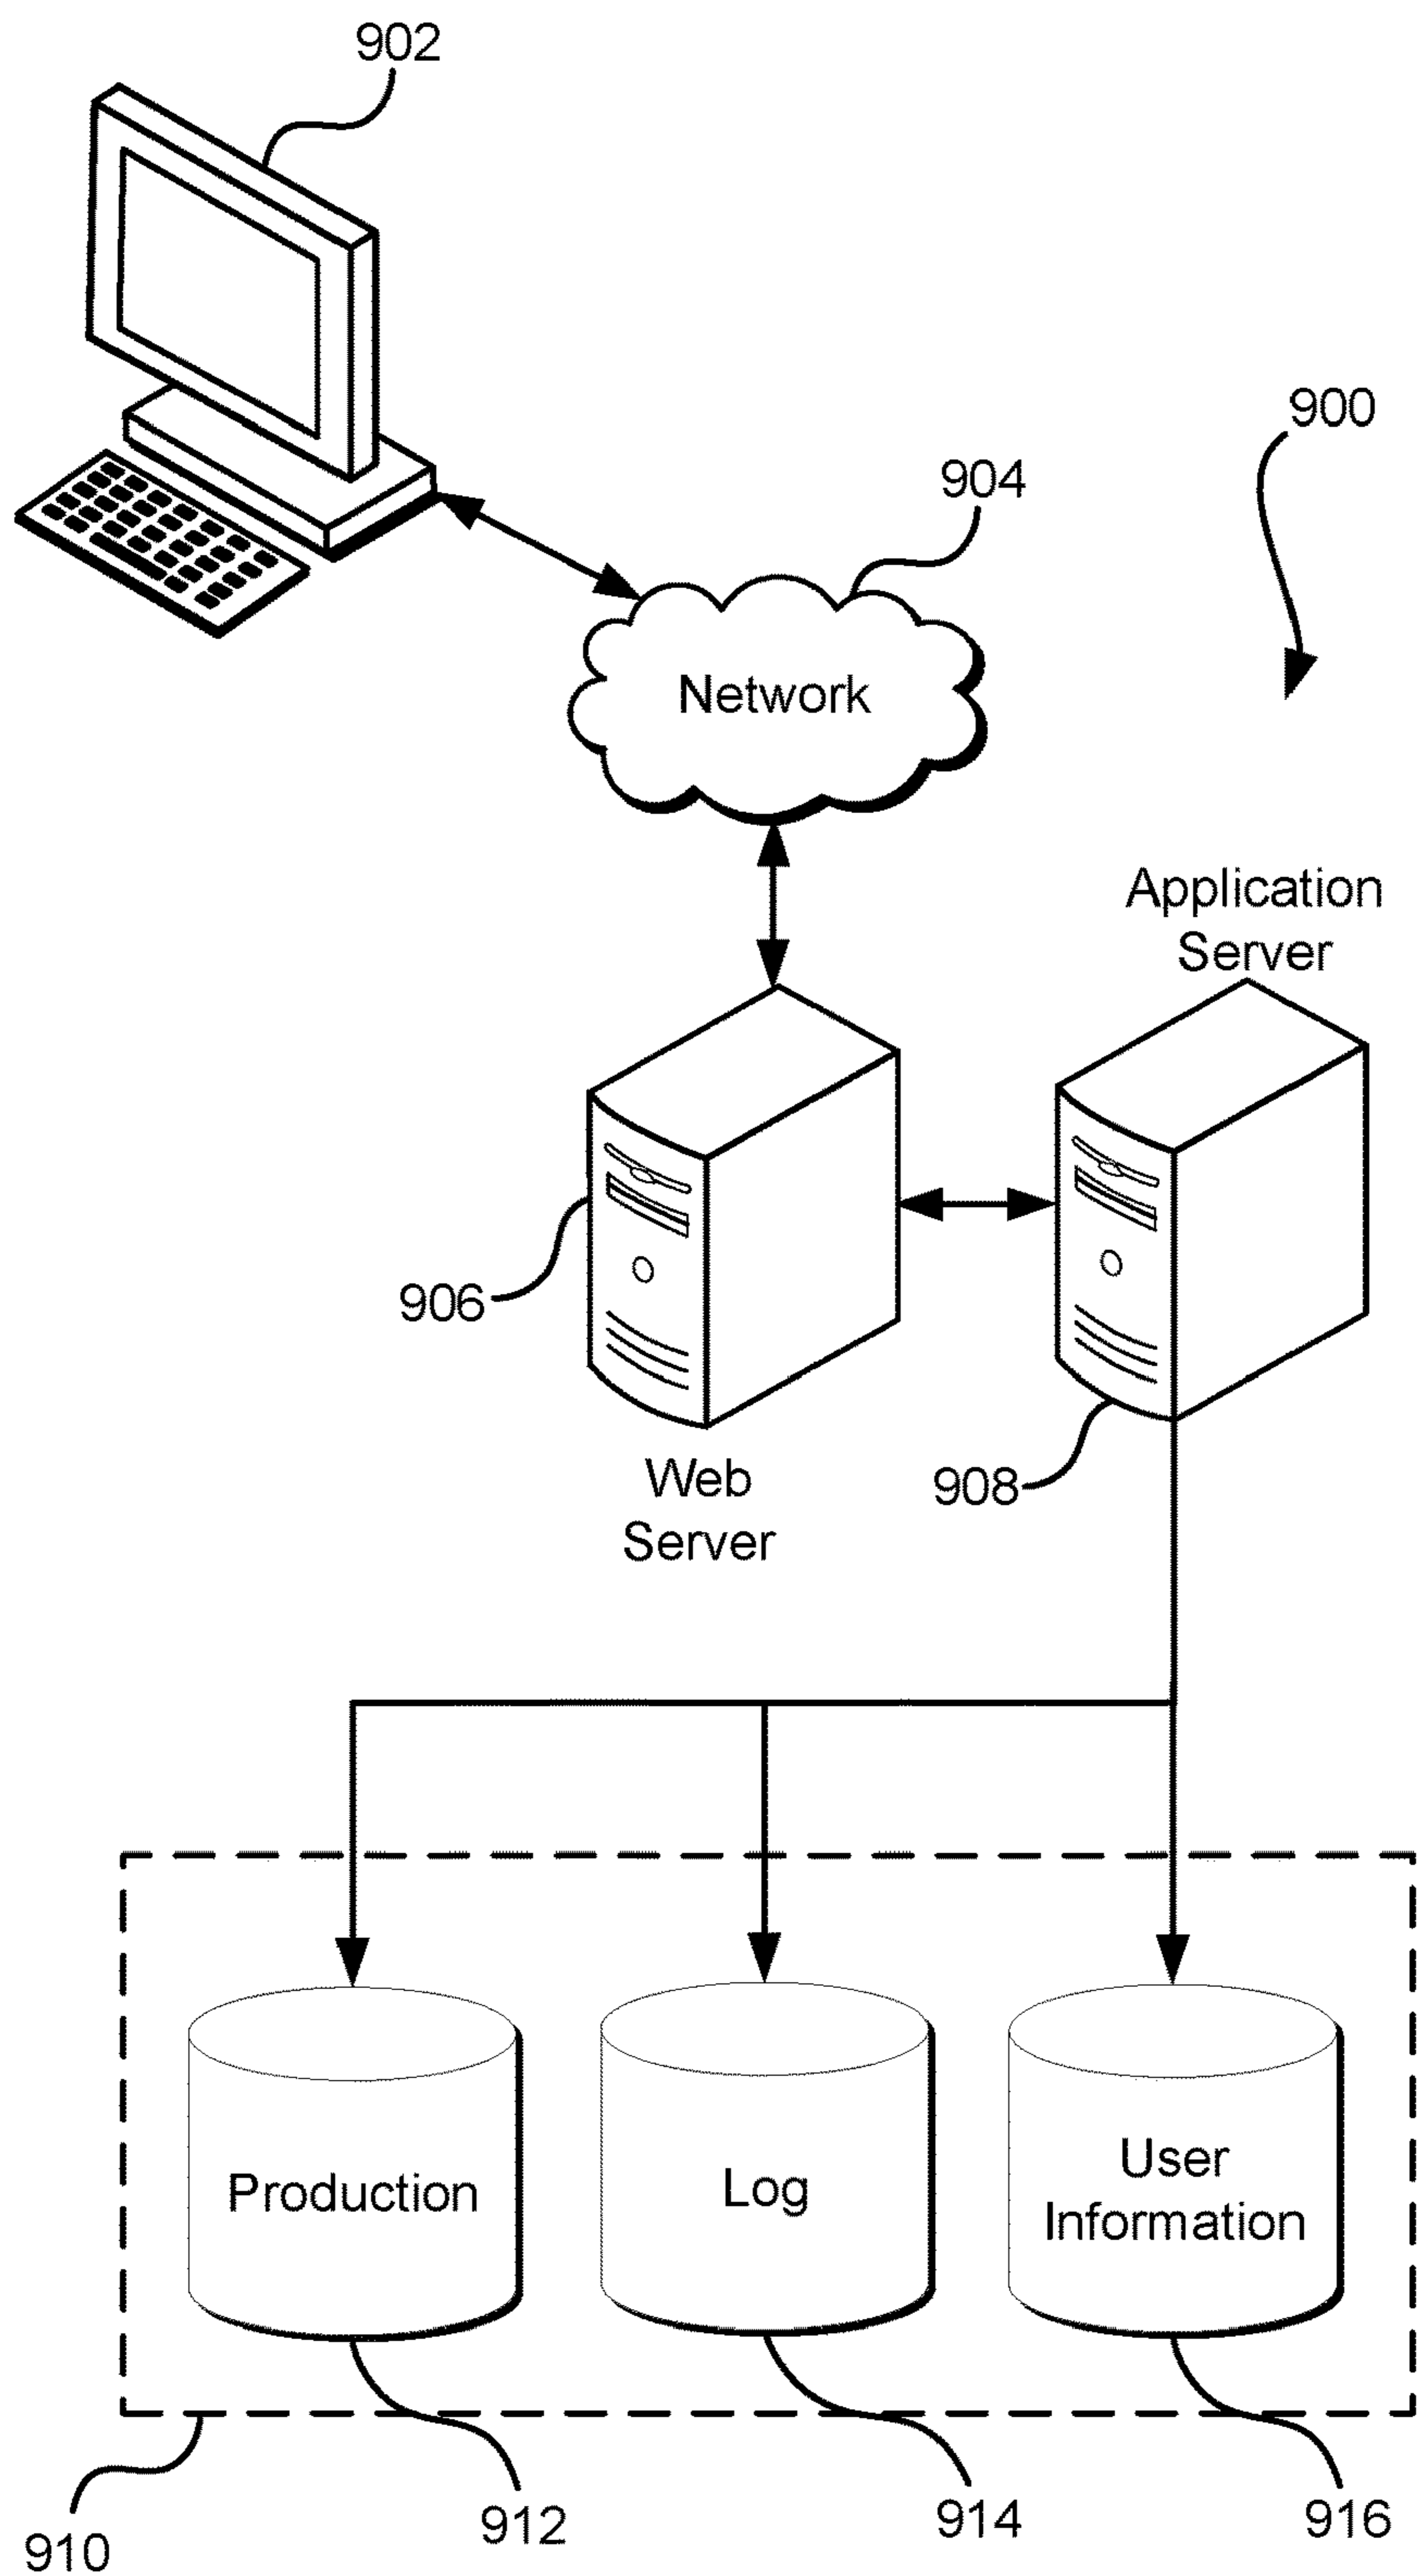 902
900
904
Network
Application
Server
906
908
Web
Server
Production
Log
User
Information
910
912
914
916